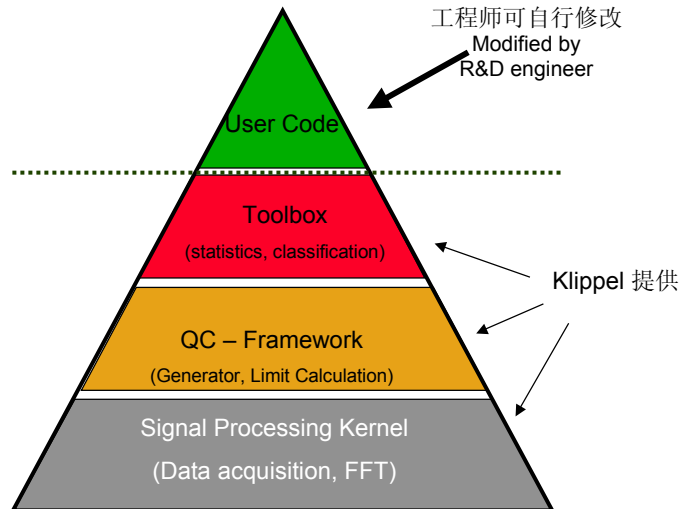 工程师可自行修改
Modified by
R&D engineer
User Code
Toolbox
(statistics, classification)
Klippel 提供
QC – Framework
(Generator, Limit Calculation)
Signal Processing Kernel
(Data acquisition, FFT)